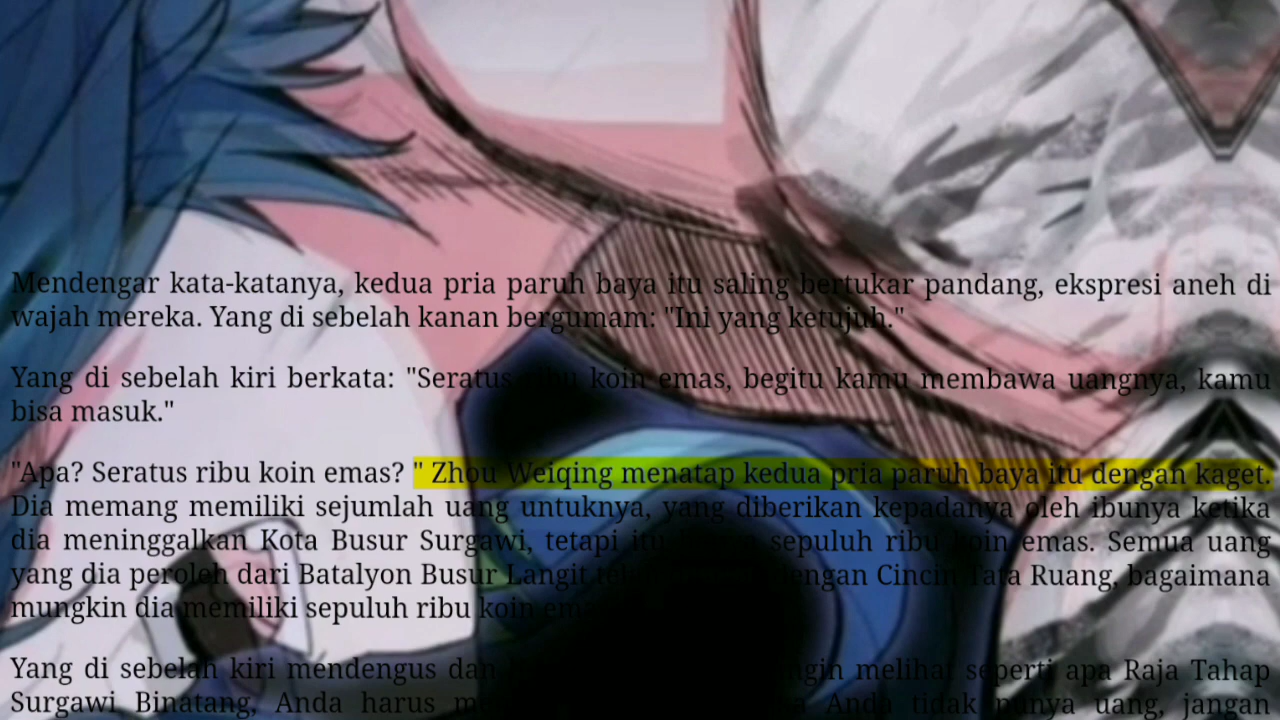 Mendengar kata-katanya, kedua pria paruh baya itu saling bertukar pandang, ekspresi aneh di
wajah mereka. Yang di sebelah kanan bergumam: "Ini yang ketujuh."
Yang di sebelah kiri berkata: "Seratus ribu koin emas, begitu kamu membawa uangnya, kamu
bisa masuk."
"Apa? Seratus ribu koin emas? " Zhou Weiqing menatap kedua pria paruh baya itu dengan kaget.
Dia memang memiliki sejumlah uang untuknya, yang diberikan kepadanya oleh ibunya ketika
dia meninggalkan Kota Busur Surgawi, tetapi itu sepuluh ribu koin emas. Semua uang
yang dia peroleh dari Batalyon Busur Langit dengan Cincin Tata Ruang, bagaimana
mungkin dia memiliki sepuluh ribu koin
Yang di sebelah kiri mendengus dan melihat seperti apa Raja Tahap
Surgawi Binatang, Anda harus Anda tidak punya uang, jangan